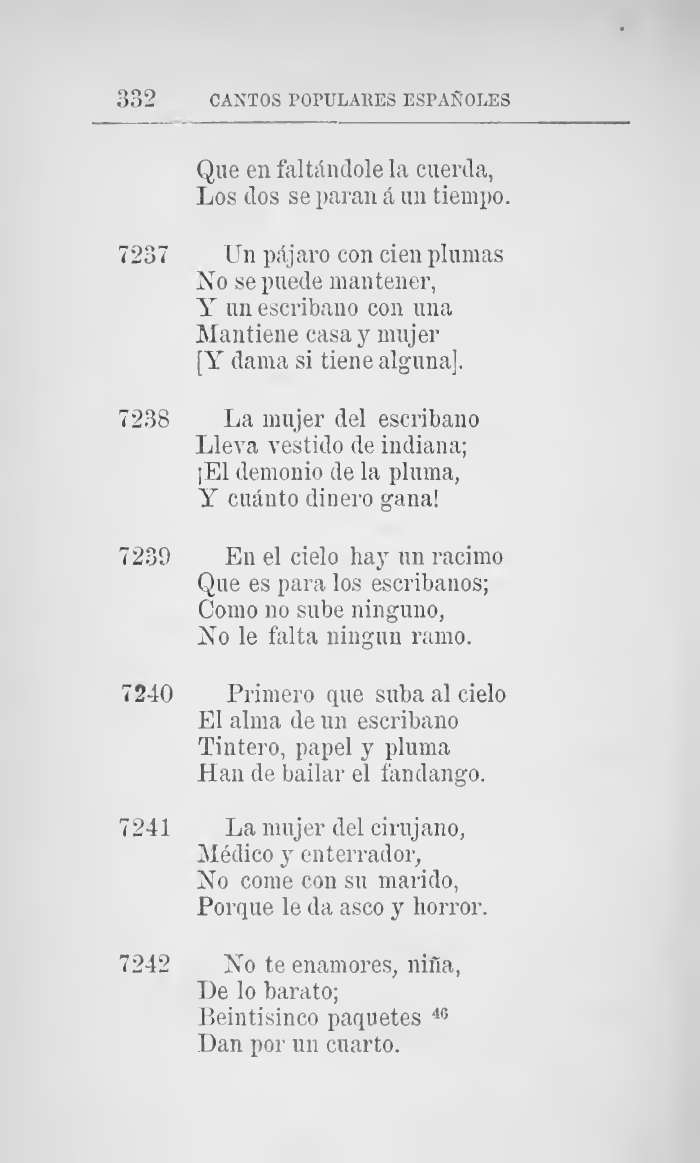 332 CANTOS POPULARES ESPAÑOLES
Que en faltándole la cuerda,
Los dos se paran á un tiempo.
7237 Un pájaro con cien plumas
No se puede mantener,
Y un escribano con una
Mantiene casa y mujer
[Y dama si tiene alguna].
7238 La mujer del escribano
Lleva vestido de indiana;
¡El demonio de la pluma,
Y cuánto dinero gana!
7239 En el cielo hay un racimo
Que es para los escribanos;
Como no sube ninguno,
No le falta ningun ramo.
7240 Primero que suba al cielo
El alma de un escribano
Tintero, papel y pluma
Han de bailar el fandango.
7241 La mujer del cirujano,
Médico y enterrador,
No come con su marido,
Porque le da asco y horror.
7242 No te enamores, niña,
De lo barato;
Beintisinco paquetes 46
Dan por un cuarto.